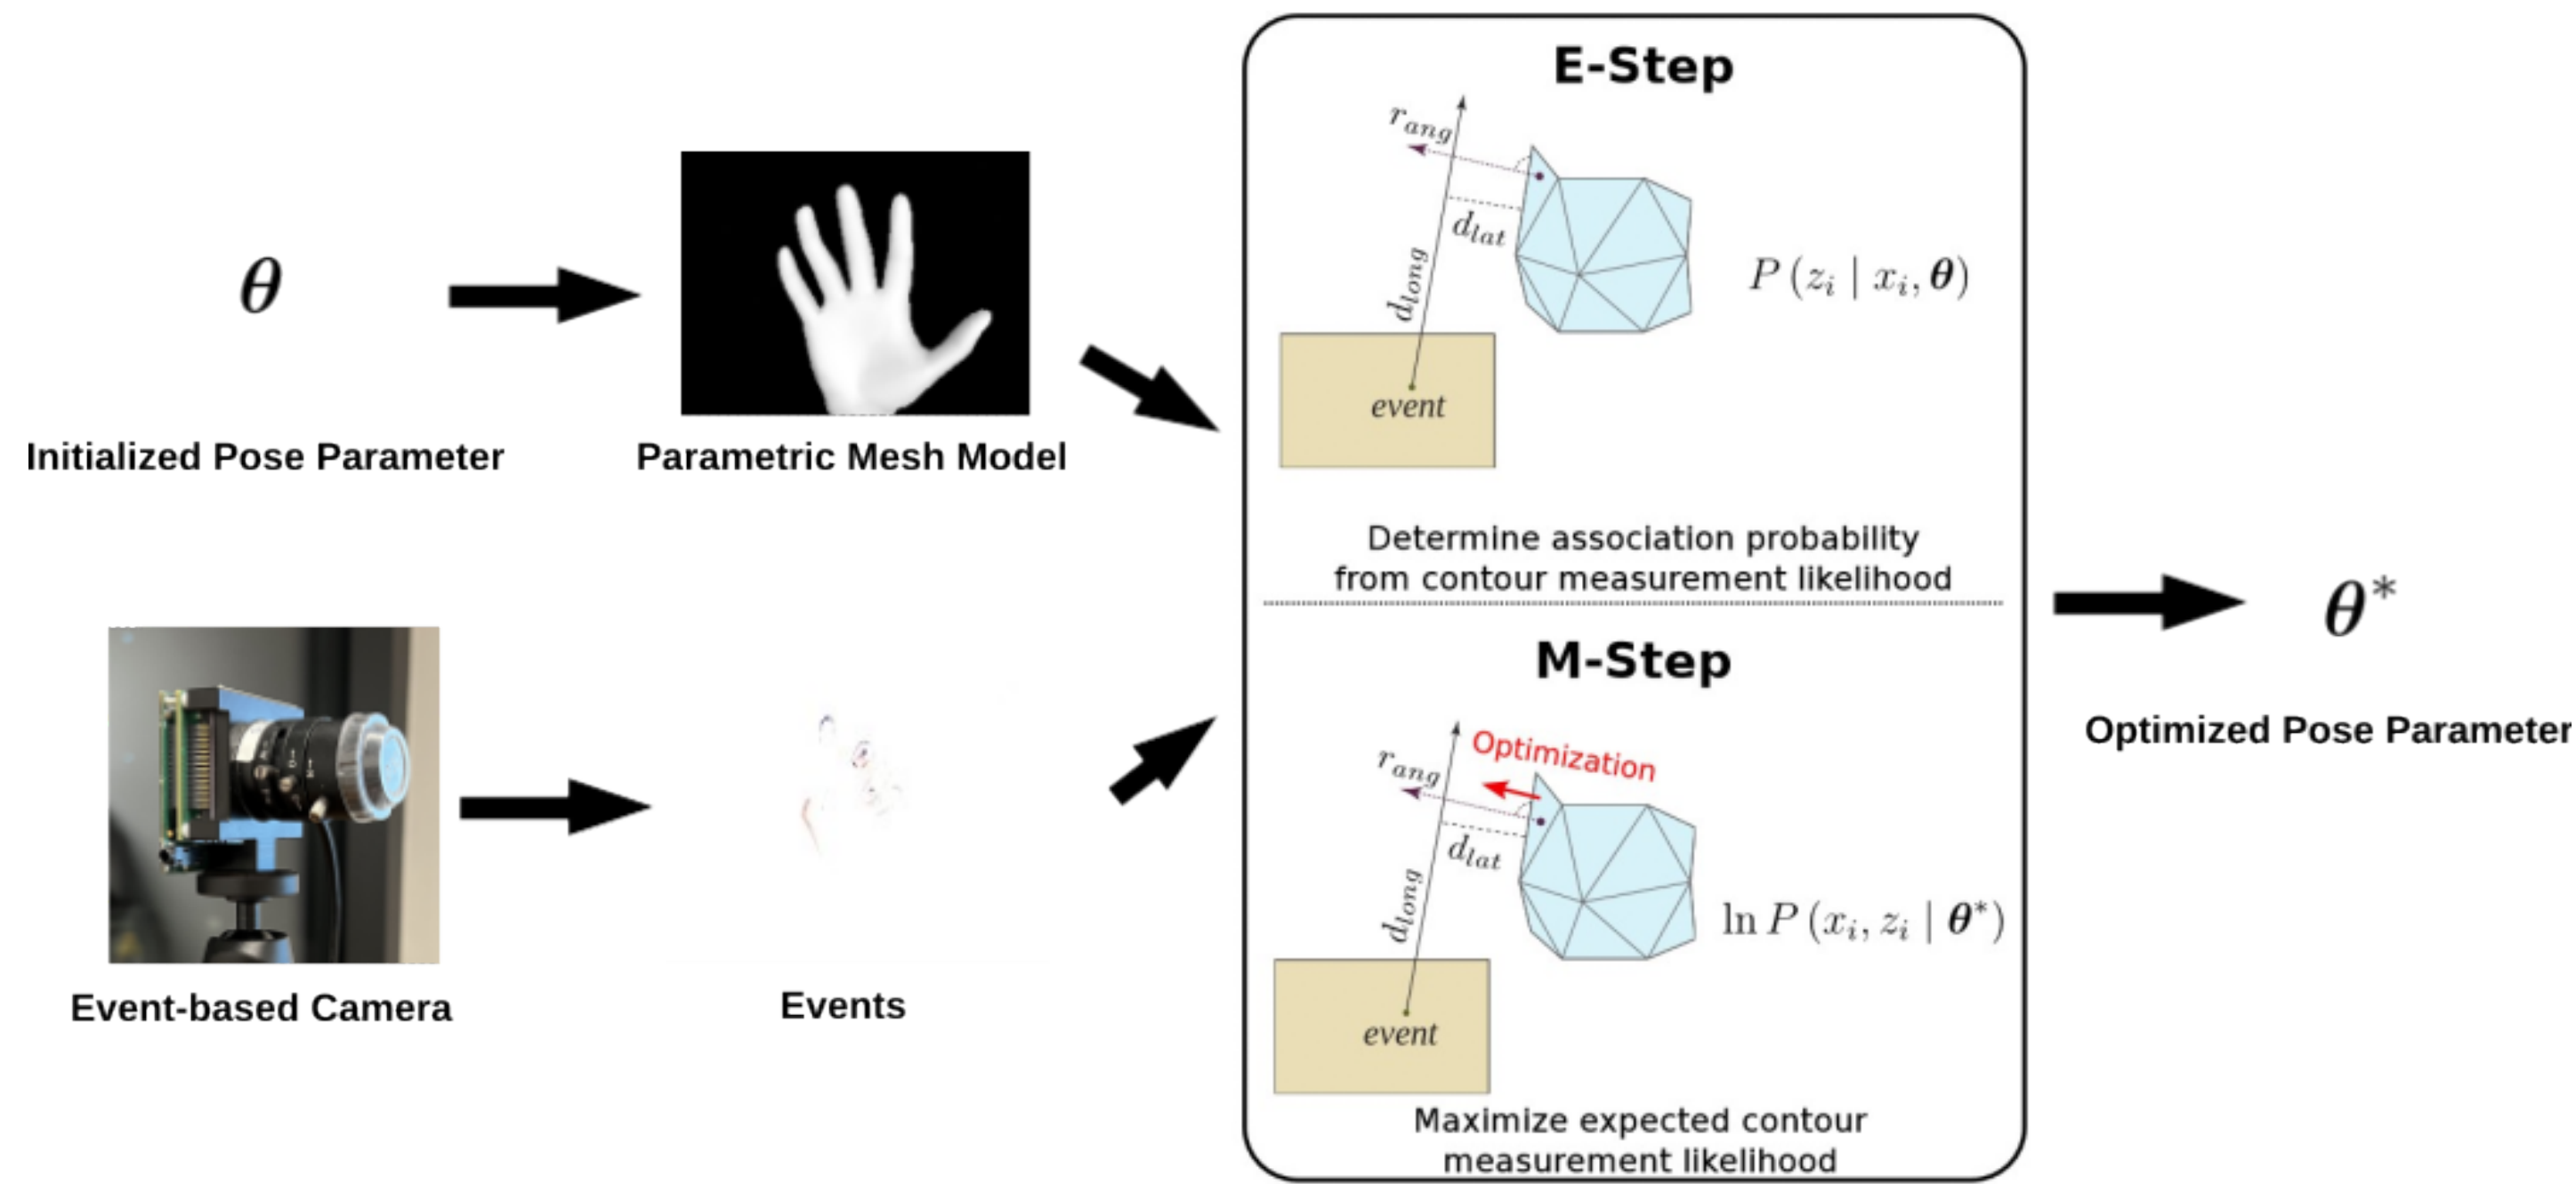 θ
Initialized Pose Parameter
Parametric Mesh Model
Event-based Camera
Events
E-Step
r_ang
d_lat
d_long
event
P (z_i | x_i, θ)
Determine association probability
from contour measurement likelihood
M-Step
Optimization
r_ang
d_lat
d_long
event
ln P (x_i, z_i | θ*)
Maximize expected contour
measurement likelihood
θ*
Optimized Pose Parameter